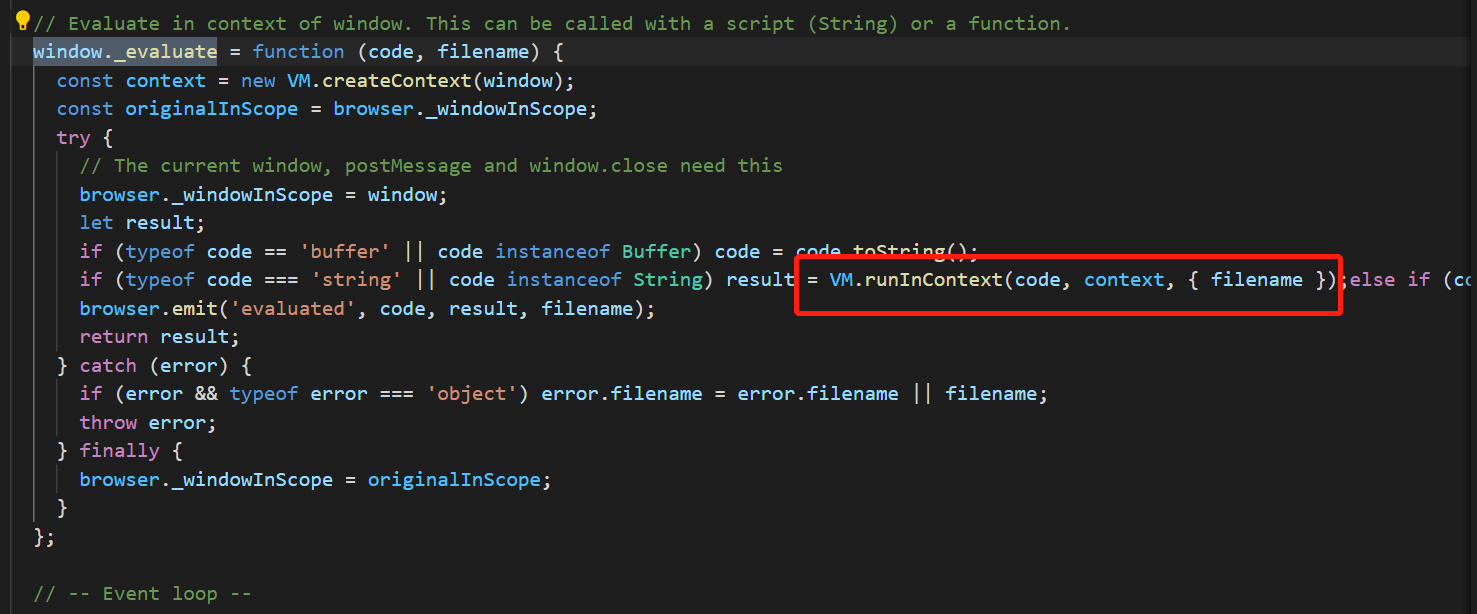 // Evaluate in context of window. This can be called with a script (String) or a function.
window._evaluate = function (code, filename) {
const context = new VM.createContext(window);
const originalInScope = browser._windowInScope;
try {
// The current window, postMessage and window.close need this
browser._windowInScope = window;
let result;
if (typeof code == 'buffer' || code instanceof Buffer) code = code.toString();
if (typeof code === 'string' || code instanceof String) result = VM.runInContext(code, context, { filename });else if (co
browser.emit('evaluated', code, result, filename);
return result;
} catch (error) {
if (error && typeof error === 'object') error.filename = error.filename || filename;
throw error;
} finally {
browser._windowInScope = originalInScope;
}
};
// -- Event loop --